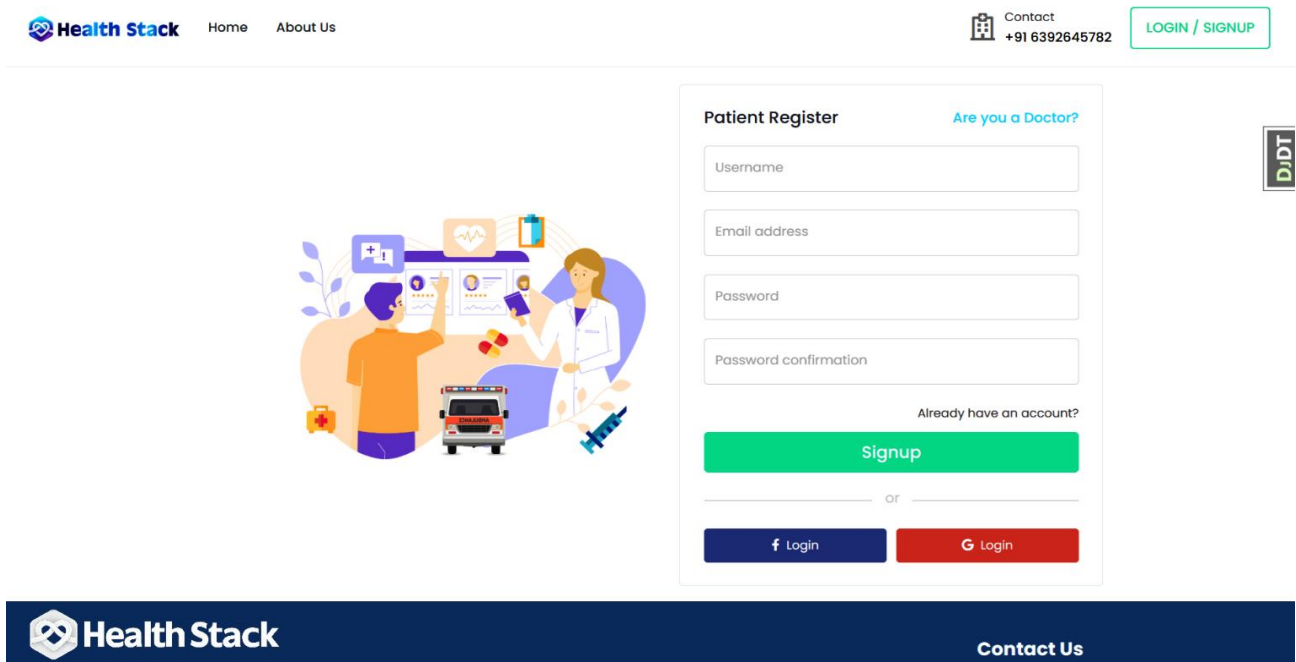 Health Stack
Home
About Us
Contact
+91 6392645782
LOGIN / SIGNUP
Patient Register
Are you a Doctor?
DjDT
Username
Email address
Password
Password confirmation
Already have an account?
Signup
or
f Login
G Login
Health Stack
Contact Us